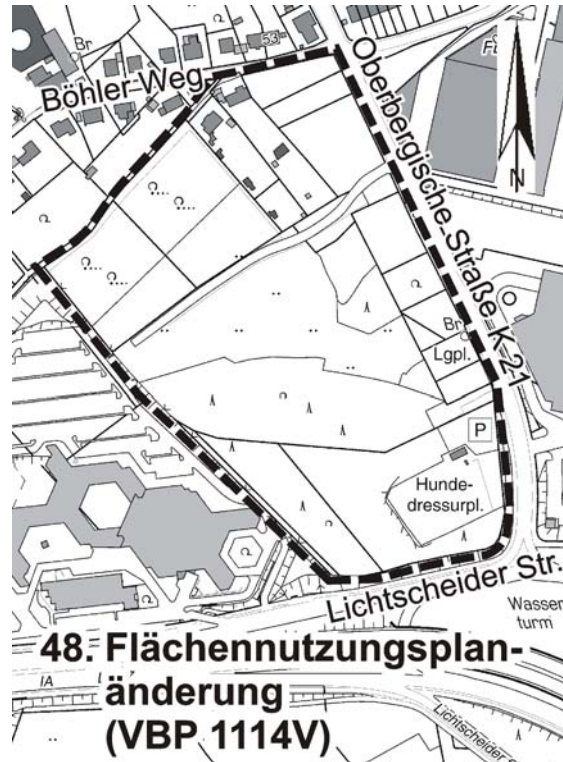 Br
53
Böhler Weg
Oberbergische Straße K 21
N
Br
Lgpl.
P
Hunde-
dressurpl.
Lichtscheider Str.
Wasser
turm
48. Flächennutzungsplan-
änderung
(VBP 1114V)
IA
Lichtscheider S